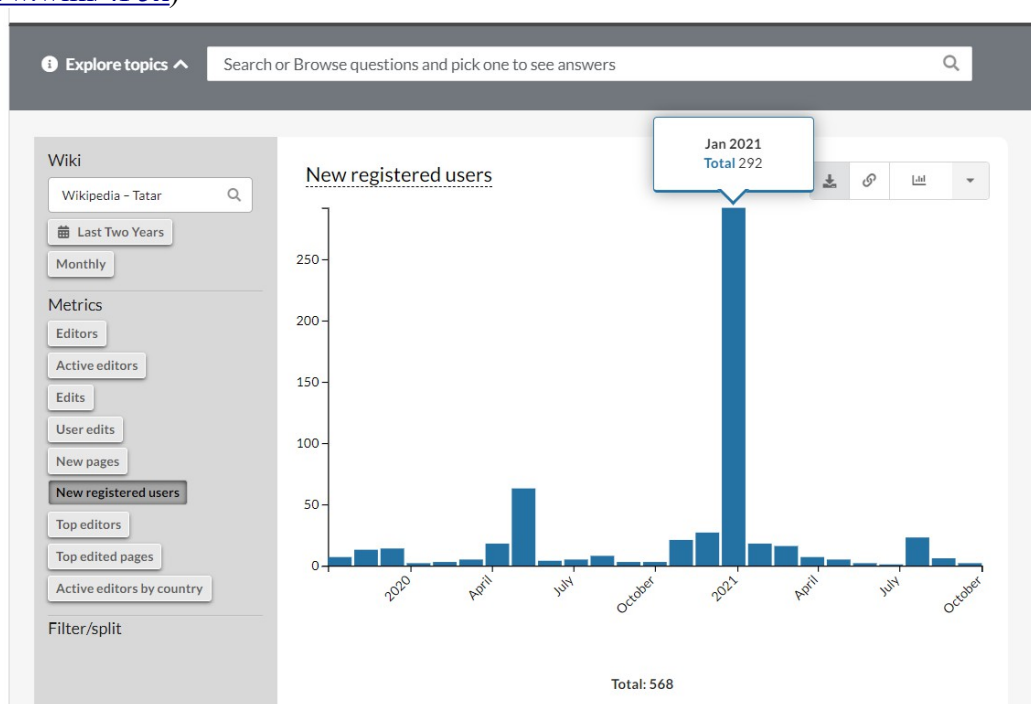 Explore topics
Search or Browse questions and pick one to see answers
Wiki
Wikipedia – Tatar
Last Two Years
Monthly
Metrics
Editors
Active editors
Edits
User edits
New pages
New registered users
Top editors
Top edited pages
Active editors by country
Filter/split
New registered users
Jan 2021
Total 292
250
200
150
100
50
0
2020
April
July
October
2021
April
July
October
Total: 568